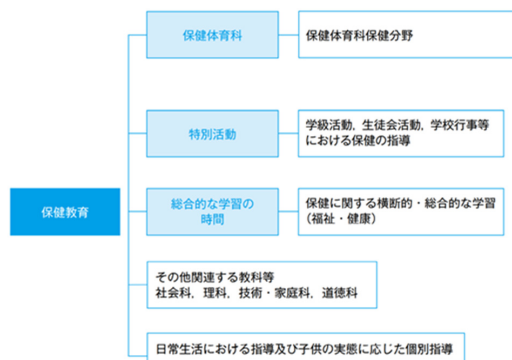 保健体育科
保健体育科保健分野
特別活動
学級活動，生徒会活動，学校行事等
における保健の指導
保健教育
総合的な学習の
時間
保健に関する横断的・総合的な学習
（福祉・健康）
その他関連する教科等
社会科，理科，技術・家庭科，道徳科
日常生活における指導及び子供の実態に応じた個別指導